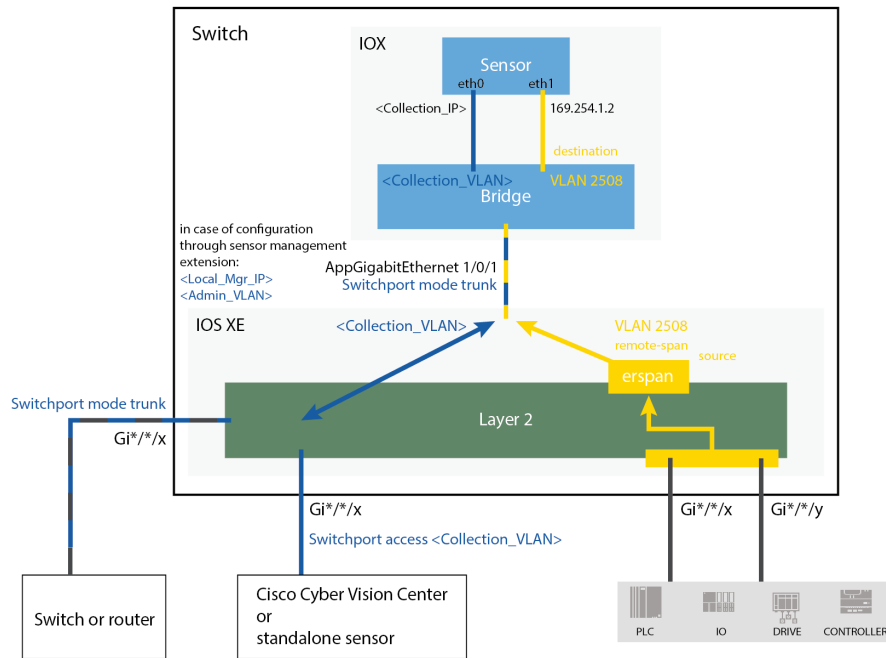 Switch
IOX
Sensor
eth0
eth1
<Collection_IP>
169.254.1.2
destination
<Collection_VLAN>
VLAN 2508
Bridge
in case of configuration
through sensor management
extension:
<Local_Mgr_IP>
<Admin_VLAN>
AppGigabitEthernet 1/0/1
Switchport mode trunk
IOS XE
<Collection_VLAN>
VLAN 2508
remote-span
source
erspan
Switchport mode trunk
Layer 2
Gi*/*/x
Gi*/*/x
Gi*/*/x
Gi*/*/y
Switchport access <Collection_VLAN>
Switch or router
Cisco Cyber Vision Center
or
standalone sensor
PLC
IO
DRIVE
CONTROLLER